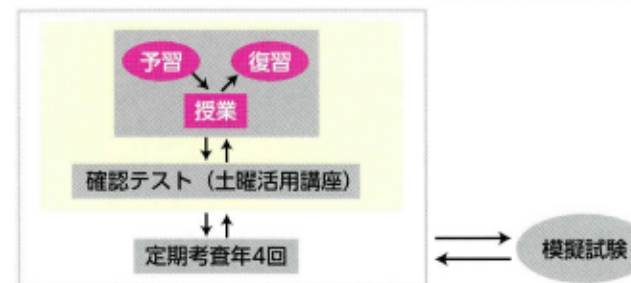 予習
復習
授業
確認テスト（土曜活用講座）
定期考査年4回
模擬試験